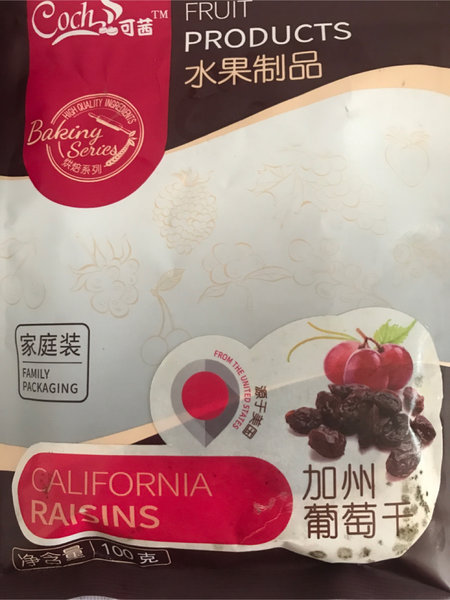 Coch 可茜™
FRUIT
PRODUCTS
水果制品
HIGH QUALITY INGREDIENTS
Baking
Series
烘焙系列
家庭装
FAMILY
PACKAGING
FROM THE UNITED STATES
源于美国
CALIFORNIA
RAISINS
加州
葡萄干
净含量 100克